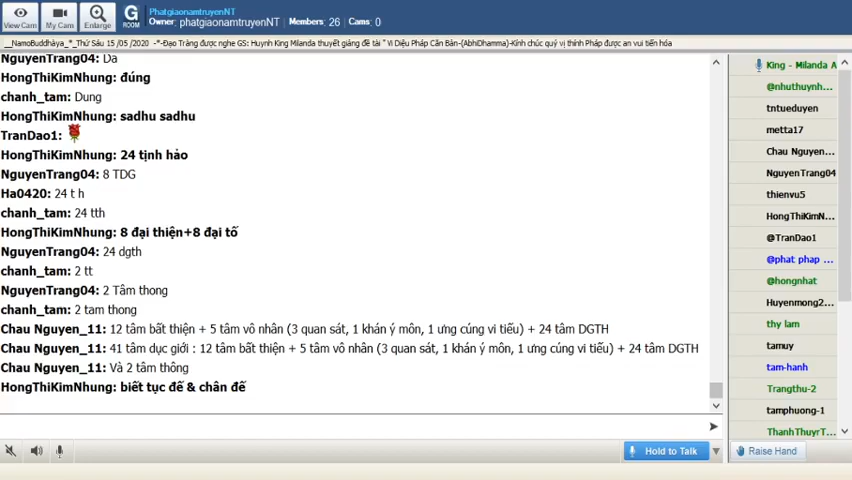 View Cam
My Cam
Enlarge
G ROOM
PhatgiaonamtruyenNT
Owner: phatgiaonamtruyenNT Members: 26 Cams: 0
__NamoBuddhàya_*_Thứ Sáu 15 /05 /2020 -*-Đạo Tràng được nghe GS: Huynh King Milanda thuyết giảng đề tài " Vi Diệu Pháp Căn Bản-(AbhiDhamma)-Kính chúc quý vị thính Pháp được an vui tiến hóa
NguyenTrang04: Dạ
HongThiKimNhung: đúng
chanh_tam: Dung
HongThiKimNhung: sadhu sadhu
TranDao1:
HongThiKimNhung: 24 tịnh hảo
NguyenTrang04: 8 TDG
Ha0420: 24 t h
chanh_tam: 24 tth
HongThiKimNhung: 8 đại thiện+8 đại tố
NguyenTrang04: 24 dgth
chanh_tam: 2 tt
NguyenTrang04: 2 Tâm thong
chanh_tam: 2 tam thong
Chau Nguyen_11: 12 tâm bất thiện + 5 tâm vô nhân (3 quan sát, 1 khán ý môn, 1 ưng cúng vi tiếu) + 24 tâm DGTH
Chau Nguyen_11: 41 tâm dục giới : 12 tâm bất thiện + 5 tâm vô nhân (3 quan sát, 1 khán ý môn, 1 ưng cúng vi tiếu) + 24 tâm DGTH
Chau Nguyen_11: Và 2 tâm thông
HongThiKimNhung: biết tục đế & chân đế
King - Milanda A
@nhuthuynh...
tntueduyen
metta17
Chau Nguyen...
NguyenTrang04
thienvu5
HongThiKimN...
@TranDao1
@phat phap ...
@hongnhat
Huyenmong2...
thy lam
tamuy
tam-hanh
Trangthu-2
tamphuong-1
ThanhThuyrT...
Hold to Talk
Raise Hand